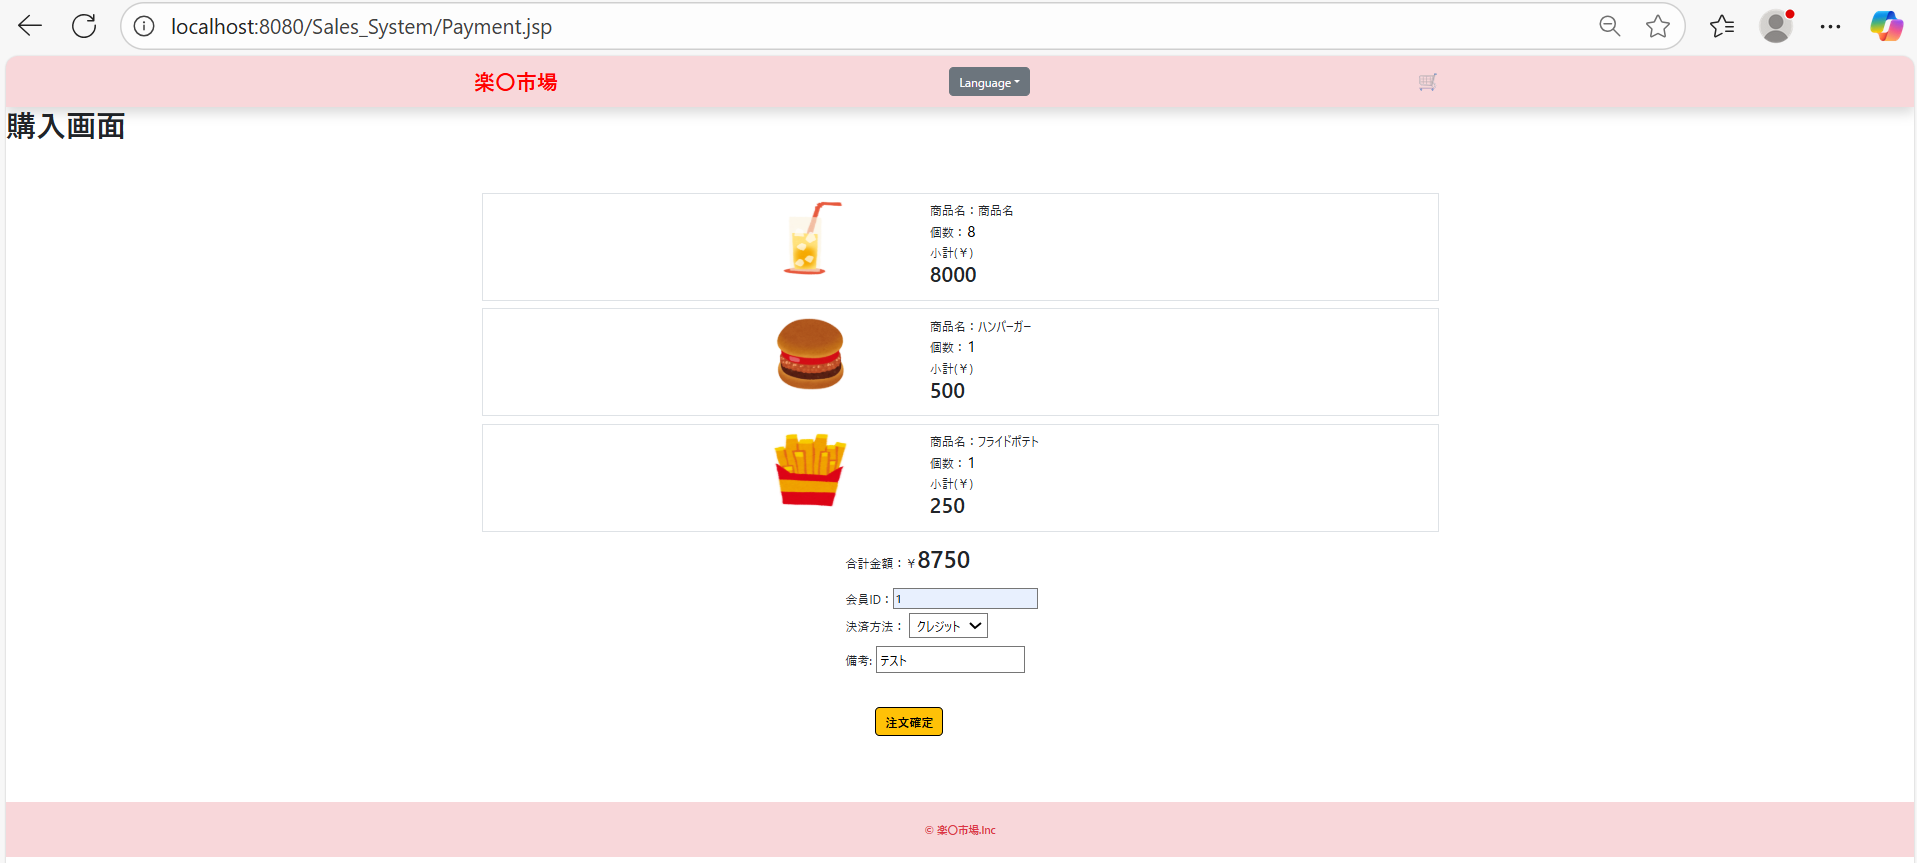 localhost:8080/Sales_System/Payment.jsp
楽〇市場
Language
購入画面
商品名：商品名
個数：8
小計(￥)
8000
商品名：ハンバーガー
個数：1
小計(￥)
500
商品名：フライドポテト
個数：1
小計(￥)
250
合計金額：￥8750
会員ID：1
決済方法：クレジット
備考: テスト
注文確定
© 楽〇市場.Inc